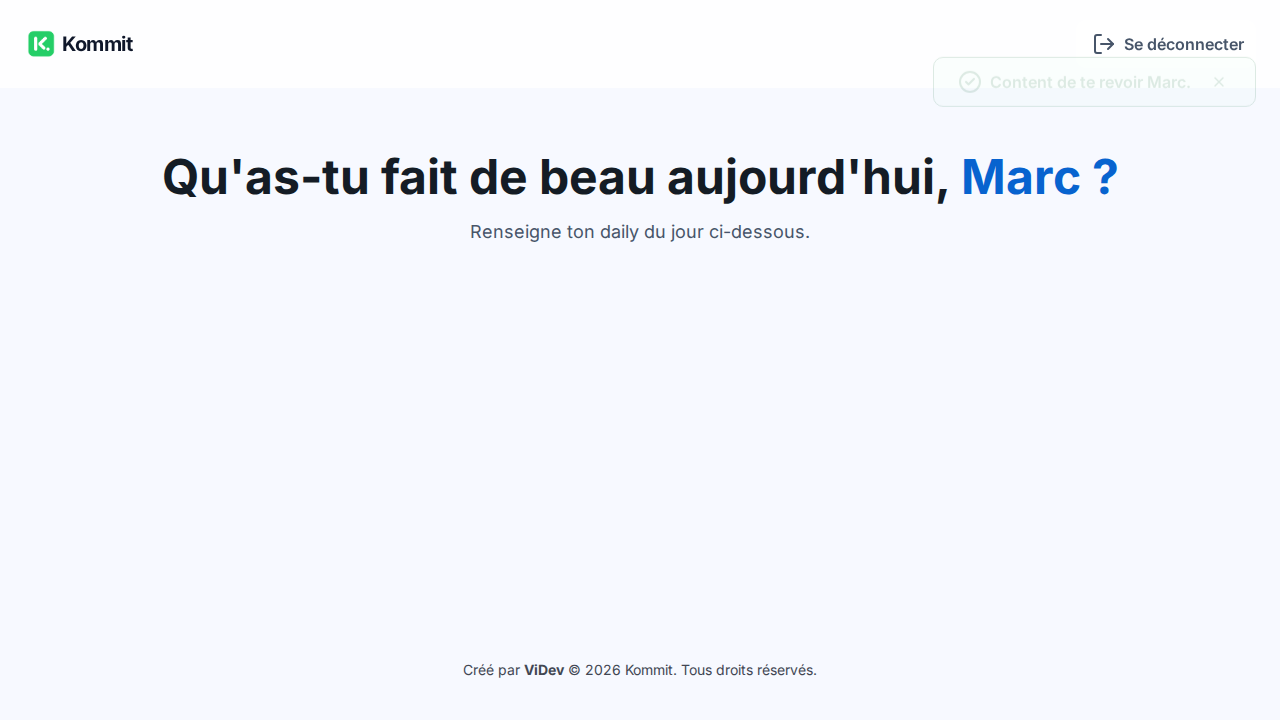 Kommit
Se déconnecter
Content de te revoir Marc.
Qu'as-tu fait de beau aujourd'hui, Marc ?
Renseigne ton daily du jour ci-dessous.
Créé par ViDev © 2026 Kommit. Tous droits réservés.